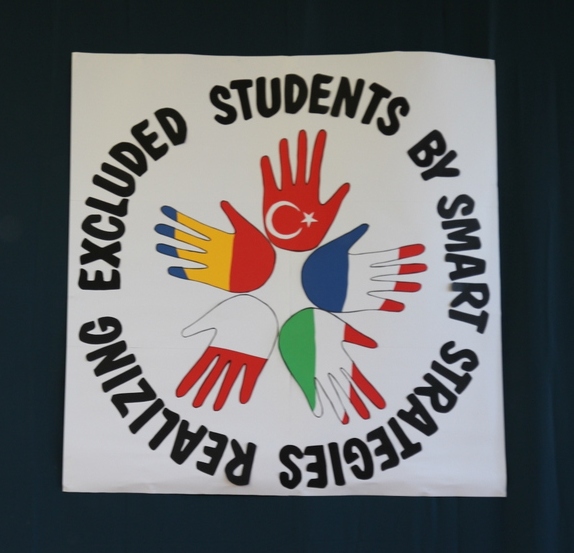 REALIZING EXCLUDED STUDENTS BY SMART STRATEGIES